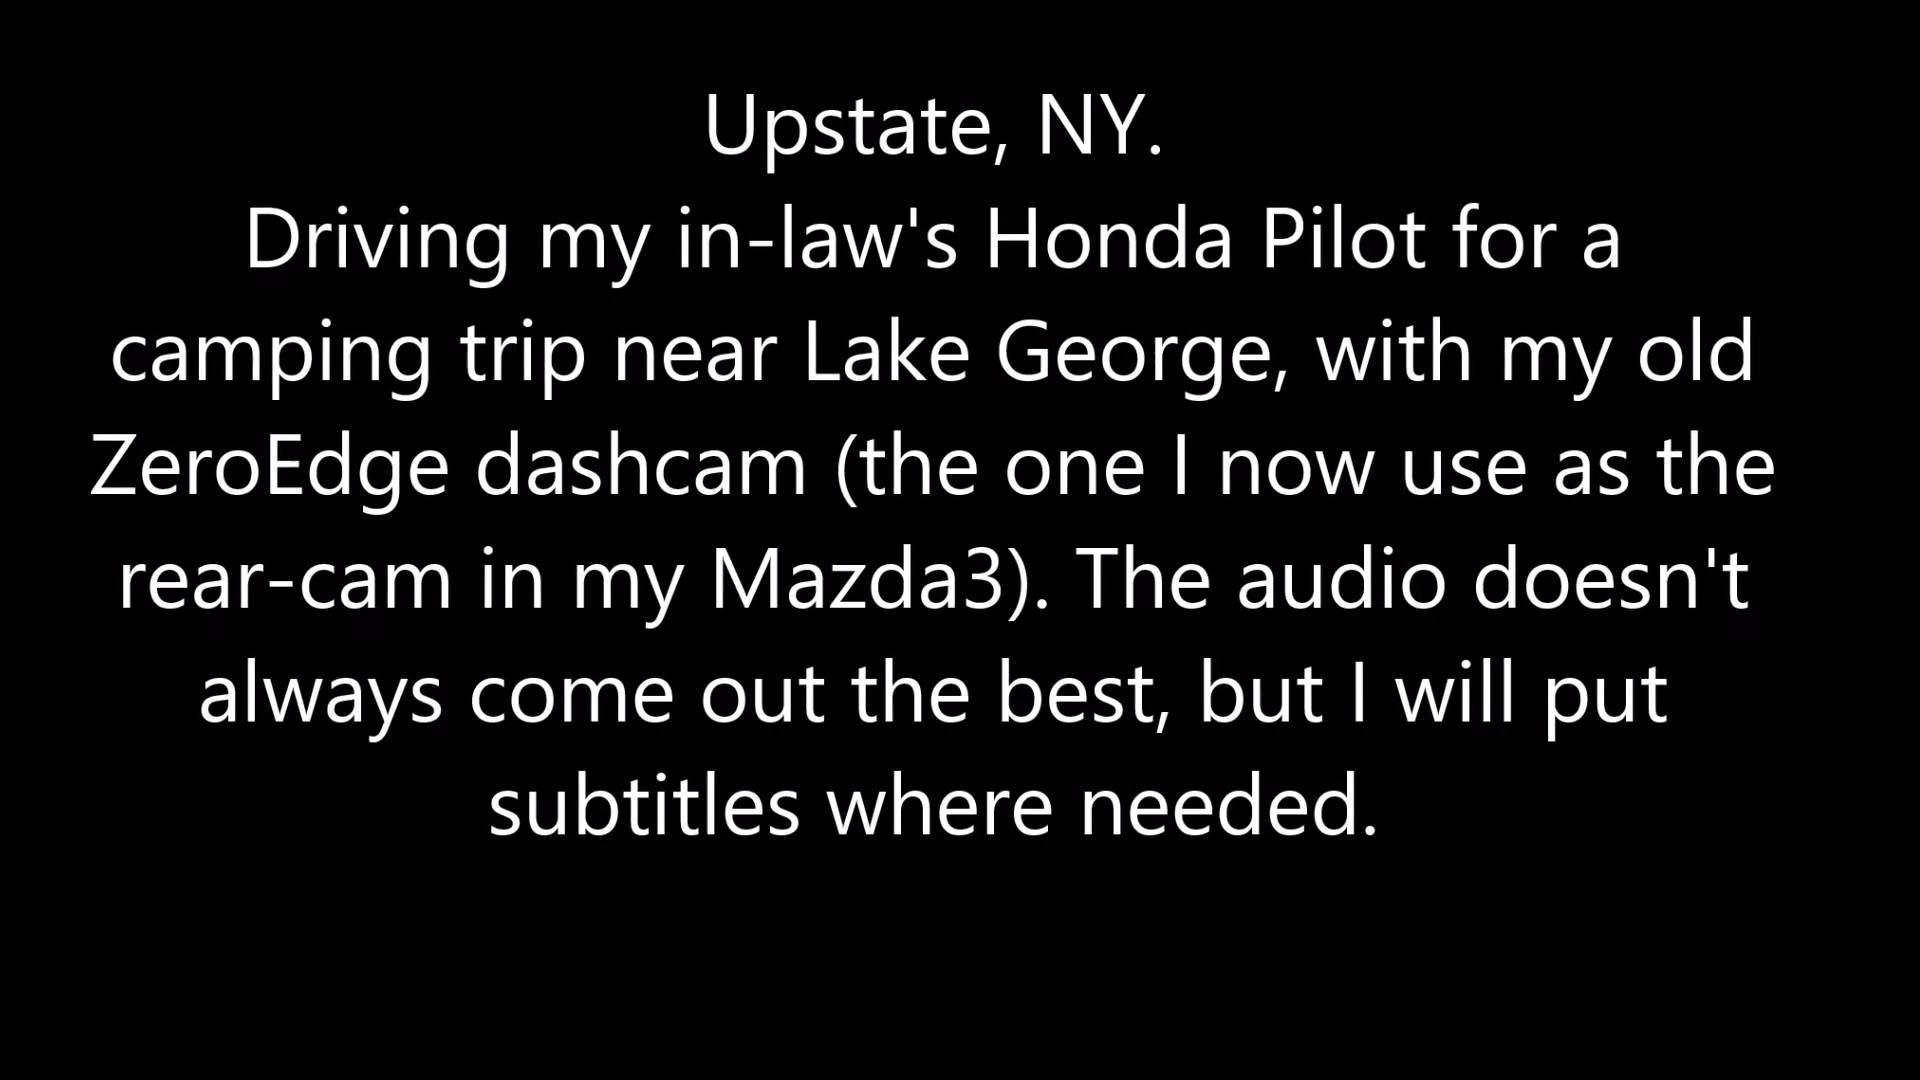 Upstate, NY.
Driving my in-law's Honda Pilot for a
camping trip near Lake George, with my old
ZeroEdge dashcam (the one I now use as the
rear-cam in my Mazda3). The audio doesn't
always come out the best, but I will put
subtitles where needed.